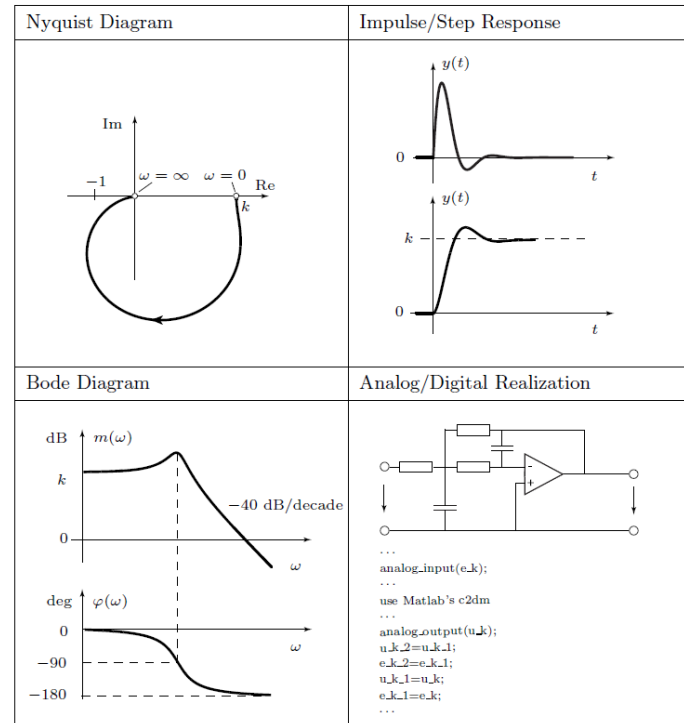 Nyquist Diagram
Im
−1
ω = ∞
ω = 0
Re
k
Impulse/Step Response
y(t)
0
t
y(t)
k
0
t
Bode Diagram
dB
m(ω)
k
−40 dB/decade
0
ω
deg
φ(ω)
0
ω
−90
−180
Analog/Digital Realization
-
+
...
analog_input(e_k);
...
use Matlab's c2dm
...
analog_output(u_k);
u_k_2=u_k_1;
e_k_2=e_k_1;
u_k_1=u_k;
e_k_1=e_k;
...